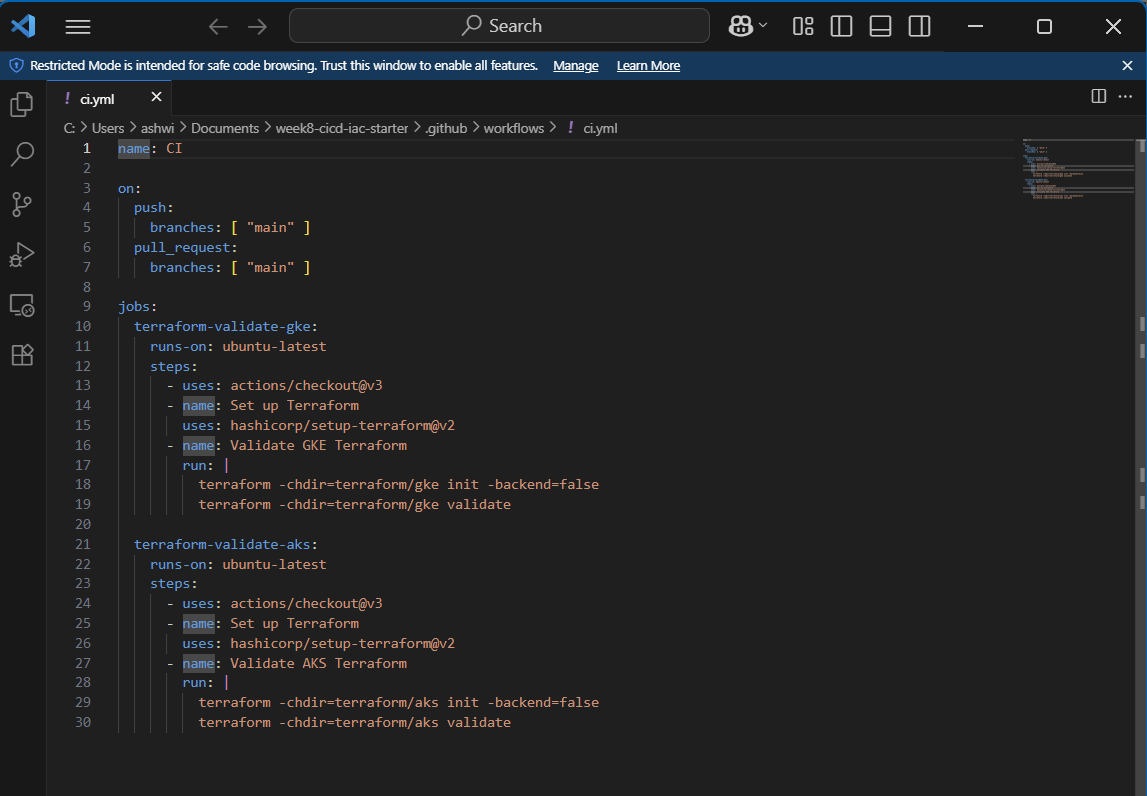 Search
Restricted Mode is intended for safe code browsing. Trust this window to enable all features. Manage Learn More
! ci.yml
C: > Users > ashwi > Documents > week8-cicd-iac-starter > .github > workflows > ! ci.yml
1 name: CI
2
3 on:
4   push:
5     branches: [ "main" ]
6   pull_request:
7     branches: [ "main" ]
8
9 jobs:
10   terraform-validate-gke:
11     runs-on: ubuntu-latest
12     steps:
13       - uses: actions/checkout@v3
14       - name: Set up Terraform
15         uses: hashicorp/setup-terraform@v2
16       - name: Validate GKE Terraform
17         run: |
18           terraform -chdir=terraform/gke init -backend=false
19           terraform -chdir=terraform/gke validate
20
21   terraform-validate-aks:
22     runs-on: ubuntu-latest
23     steps:
24       - uses: actions/checkout@v3
25       - name: Set up Terraform
26         uses: hashicorp/setup-terraform@v2
27       - name: Validate AKS Terraform
28         run: |
29           terraform -chdir=terraform/aks init -backend=false
30           terraform -chdir=terraform/aks validate